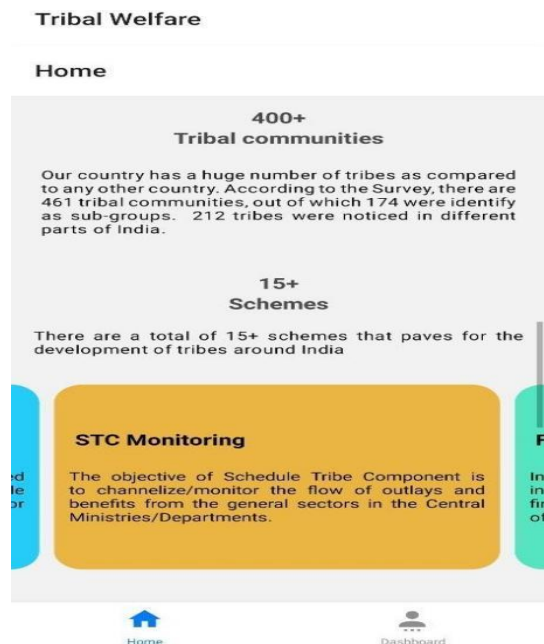 Tribal Welfare
Home
400+
Tribal communities
Our country has a huge number of tribes as compared
to any other country. According to the Survey, there are
461 tribal communities, out of which 174 were identify
as sub-groups. 212 tribes were noticed in different
parts of India.
15+
Schemes
There are a total of 15+ schemes that paves for the
development of tribes around India
STC Monitoring
The objective of Schedule Tribe Component is
to channelize/monitor the flow of outlays and
benefits from the general sectors in the Central
Ministries/Departments.
Home
Dashboard